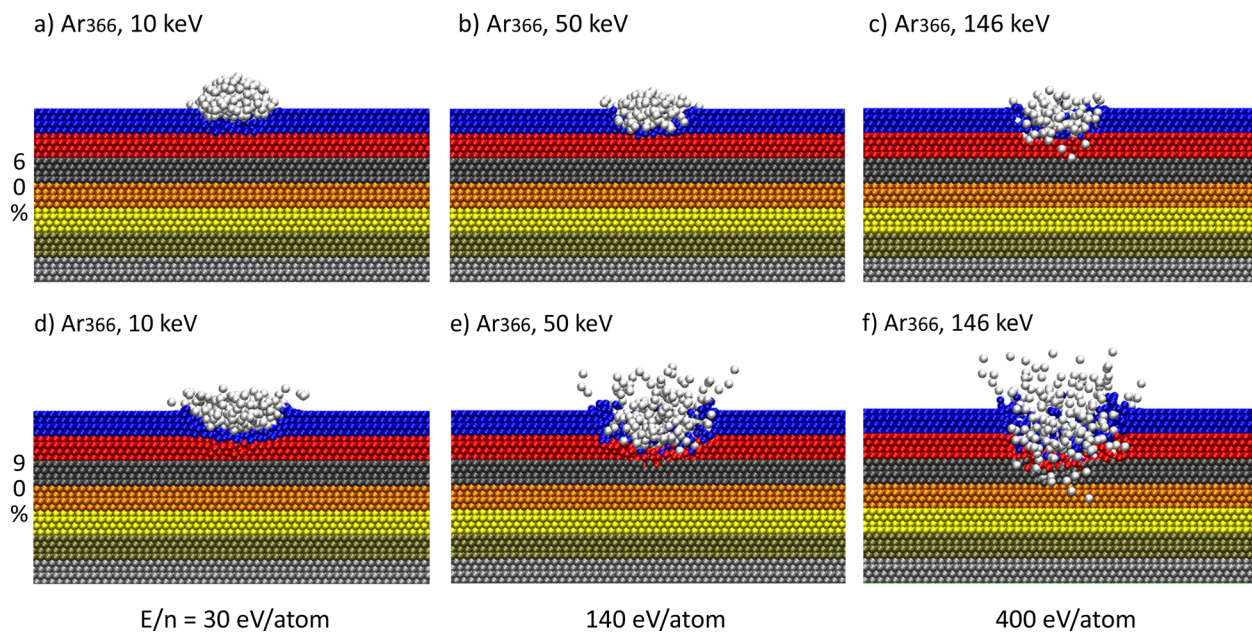 a) Ar366, 10 keV
b) Ar366, 50 keV
c) Ar366, 146 keV
6
0
%
d) Ar366, 10 keV
e) Ar366, 50 keV
f) Ar366, 146 keV
9
0
%
E/n = 30 eV/atom
140 eV/atom
400 eV/atom